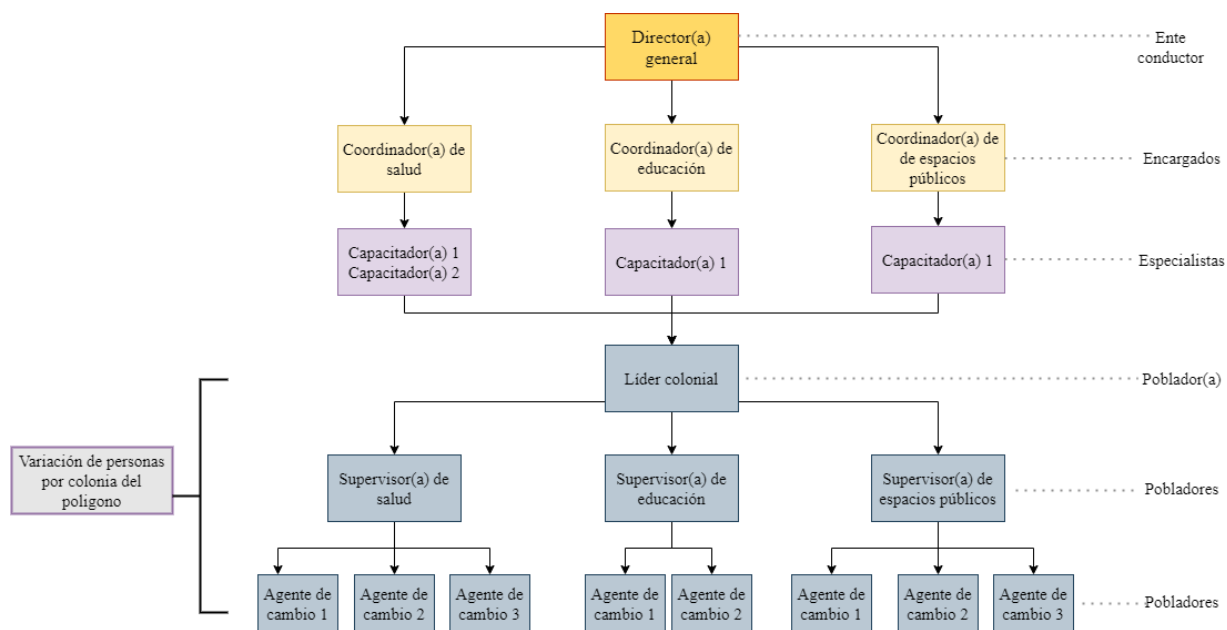 Director(a)
general
Ente
conductor
Coordinador(a) de
salud
Coordinador(a) de
educación
Coordinador(a) de
de espacios
públicos
Encargados
Capacitador(a) 1
Capacitador(a) 2
Capacitador(a) 1
Capacitador(a) 1
Especialistas
Líder colonial
Poblador(a)
Variación de personas
por colonia del
poligono
Supervisor(a) de
salud
Supervisor(a) de
educación
Supervisor(a) de
espacios públicos
Pobladores
Agente de
cambio 1
Agente de
cambio 2
Agente de
cambio 3
Agente de
cambio 1
Agente de
cambio 2
Agente de
cambio 1
Agente de
cambio 2
Agente de
cambio 3
Pobladores